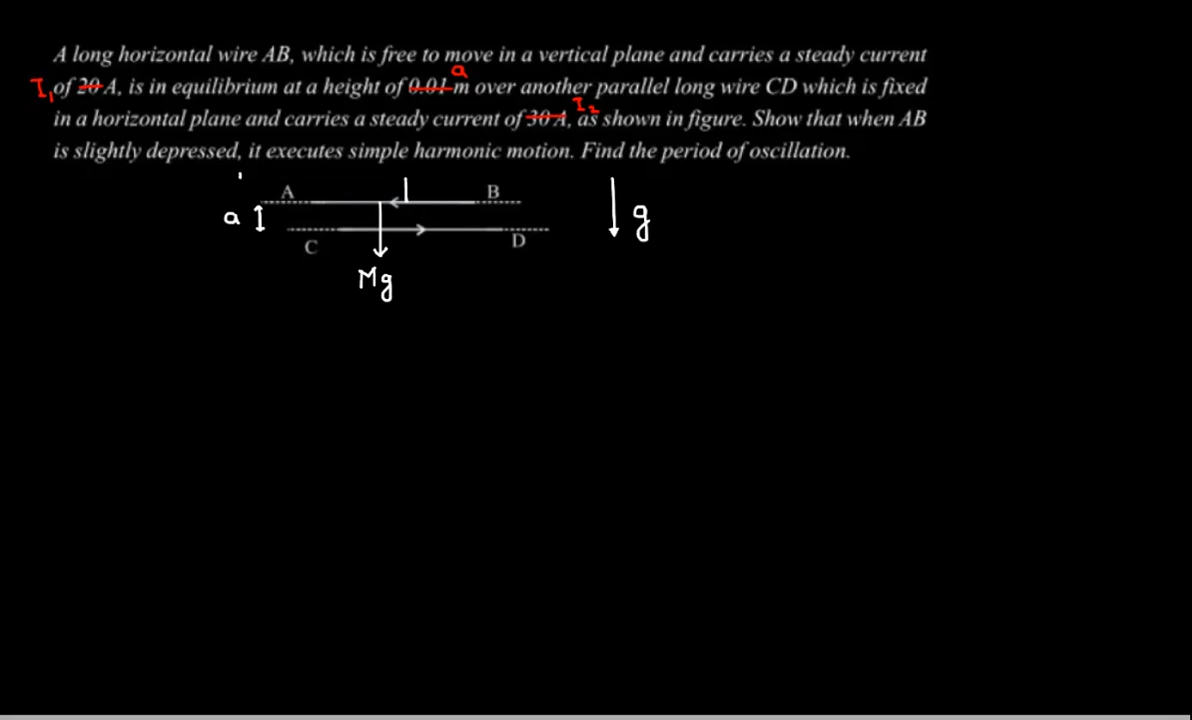 A long horizontal wire AB, which is free to move in a vertical plane and carries a steady current
a
I₁ of 20 A, is in equilibrium at a height of 0.01 m over another parallel long wire CD which is fixed
I₂
in a horizontal plane and carries a steady current of 30 A, as shown in figure. Show that when AB
is slightly depressed, it executes simple harmonic motion. Find the period of oscillation.
A B
a g
C D
Mg